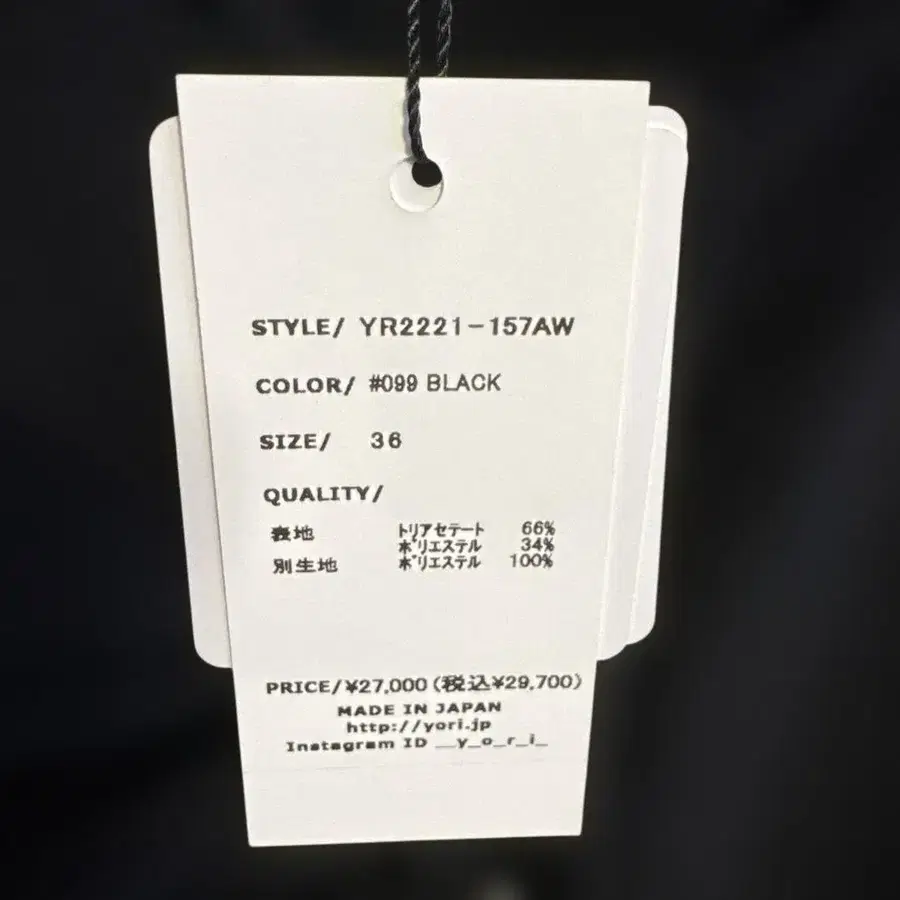 STYLE/ YR2221-157AW
COLOR/ #099 BLACK
SIZE/ 36
QUALITY/
表地 トリアセテート 66%
ポリエステル 34%
別生地 ポリエステル 100%
PRICE/¥27,000(税込¥29,700)
MADE IN JAPAN
http://yori.jp
Instagram ID __y_o_r_i_